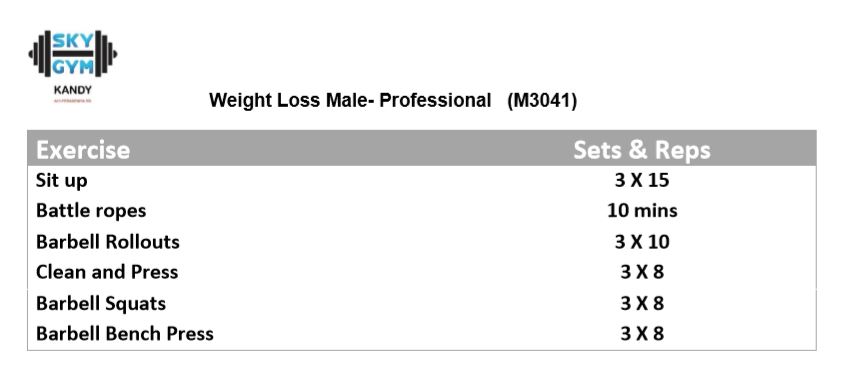 SKY
GYM
KANDY
Weight Loss Male- Professional (M3041)
Exercise Sets & Reps
Sit up 3 X 15
Battle ropes 10 mins
Barbell Rollouts 3 X 10
Clean and Press 3 X 8
Barbell Squats 3 X 8
Barbell Bench Press 3 X 8